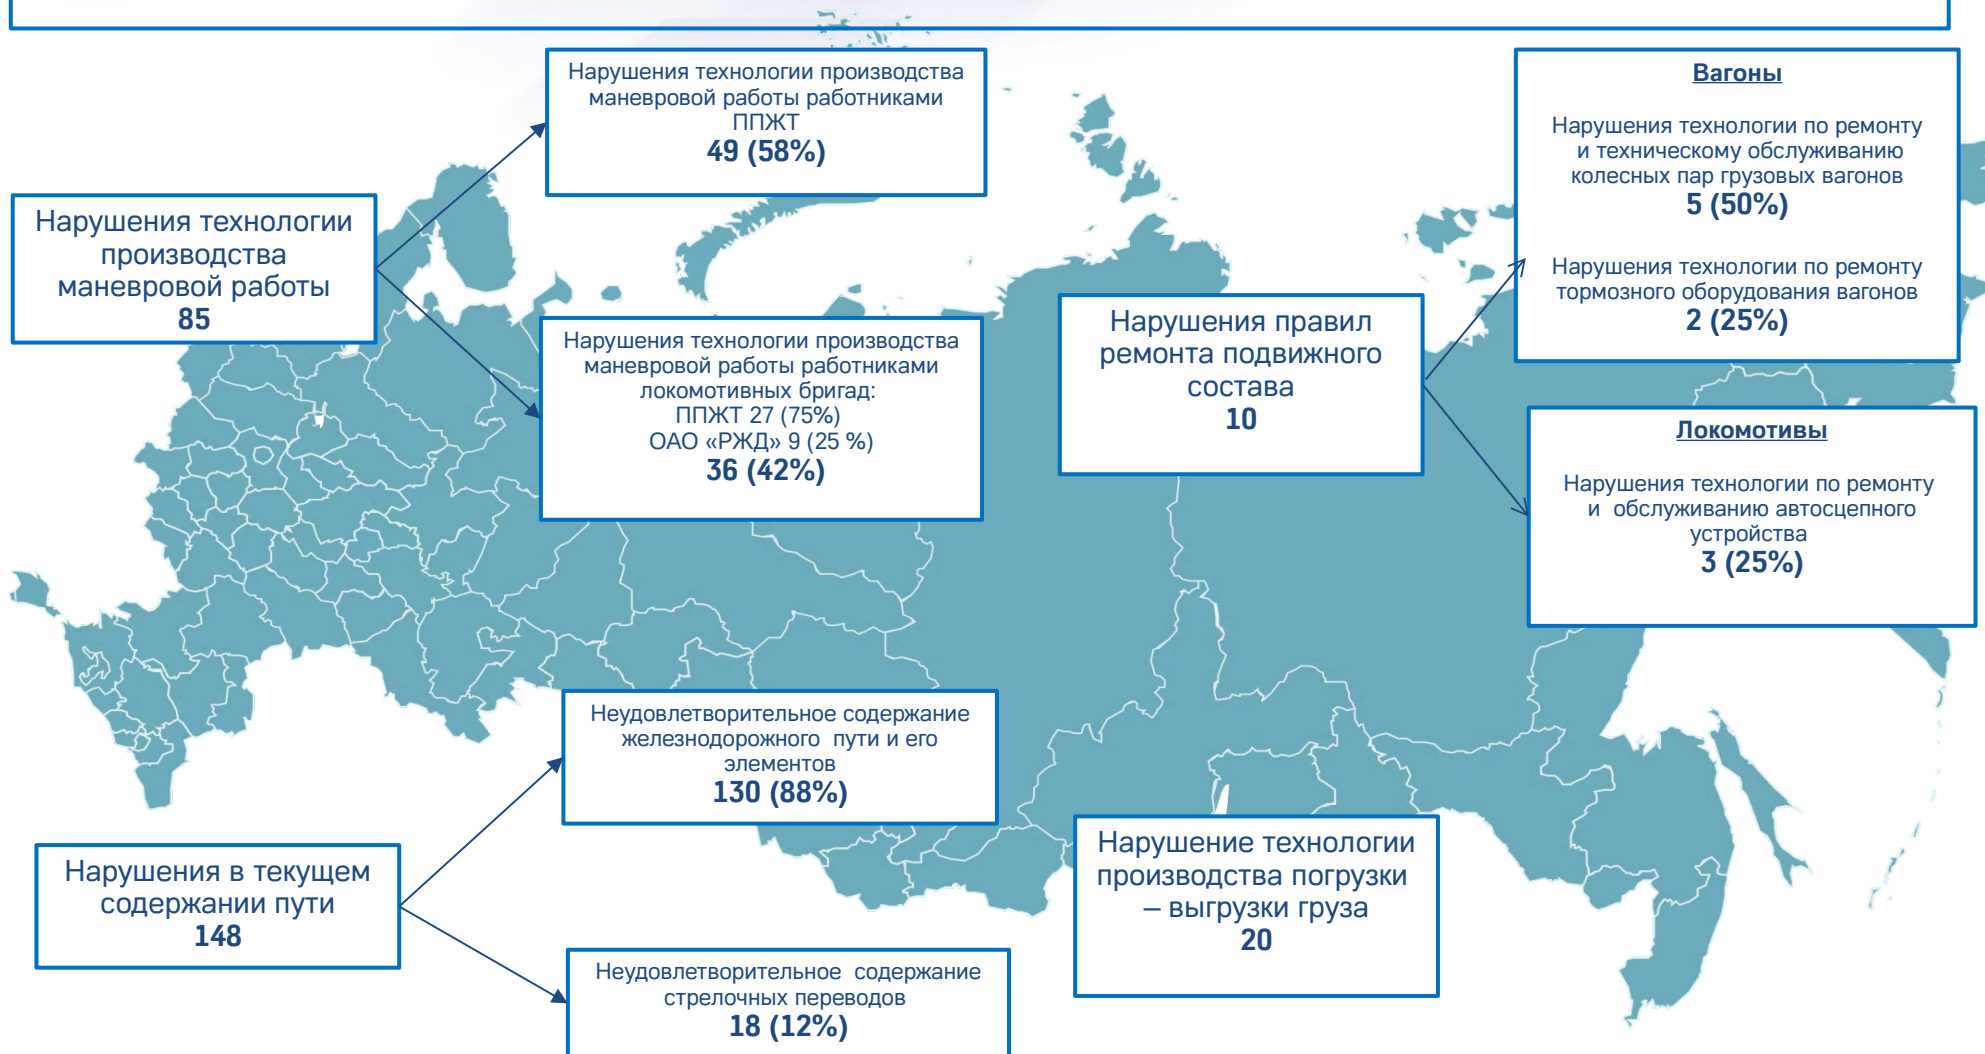 Нарушения технологии производства
маневровой работы работниками
ППЖТ
49 (58%)
Нарушения технологии
производства
маневровой работы
85
Нарушения технологии производства
маневровой работы работниками
локомотивных бригад:
ППЖТ 27 (75%)
ОАО «РЖД» 9 (25 %)
36 (42%)
Вагоны
Нарушения технологии по ремонту
и техническому обслуживанию
колесных пар грузовых вагонов
5 (50%)
Нарушения технологии по ремонту
тормозного оборудования вагонов
2 (25%)
Нарушения правил
ремонта подвижного
состава
10
Локомотивы
Нарушения технологии по ремонту
и обслуживанию автосцепного
устройства
3 (25%)
Неудовлетворительное содержание
железнодорожного пути и его
элементов
130 (88%)
Нарушения в текущем
содержании пути
148
Неудовлетворительное содержание
стрелочных переводов
18 (12%)
Нарушение технологии
производства погрузки
– выгрузки груза
20